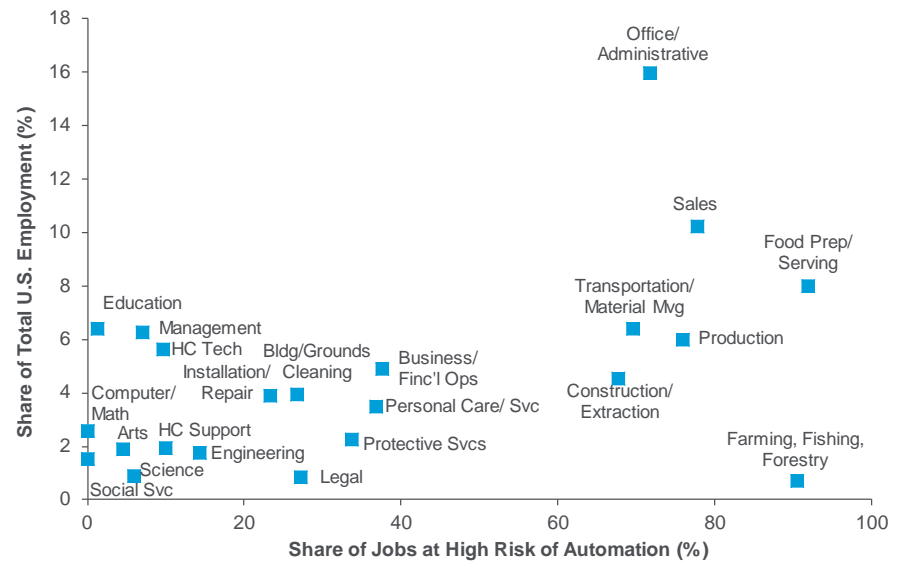 18
16
14
12
10
8
6
4
2
0
Share of Total U.S. Employment (%)
Office/
Administrative
Sales
Food Prep/
Serving
Transportation/
Material Mvg
Production
Construction/
Extraction
Farming, Fishing,
Forestry
Education
Management
HC Tech
Installation/
Repair
Bldg/Grounds
Cleaning
Business/
Finc'l Ops
Personal Care/ Svc
Protective Svcs
Computer/
Math
Arts
HC Support
Engineering
Science
Social Svc
Legal
0
20
40
60
80
100
Share of Jobs at High Risk of Automation (%)